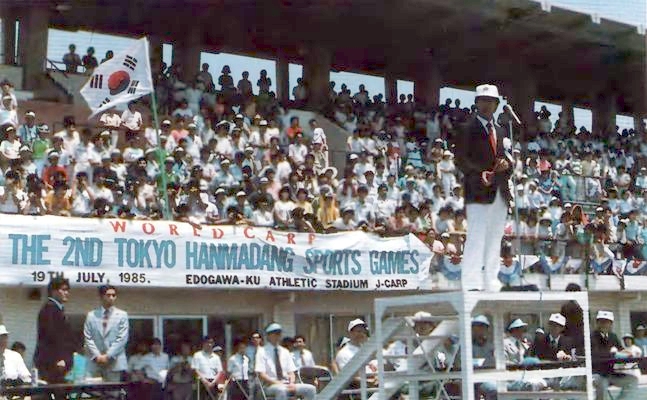 WORLD CARP
THE 2ND TOKYO HANMADANG SPORTS GAMES
19TH JULY, 1985. EDOGAWA-KU ATHLETIC STADIUM J-CARP